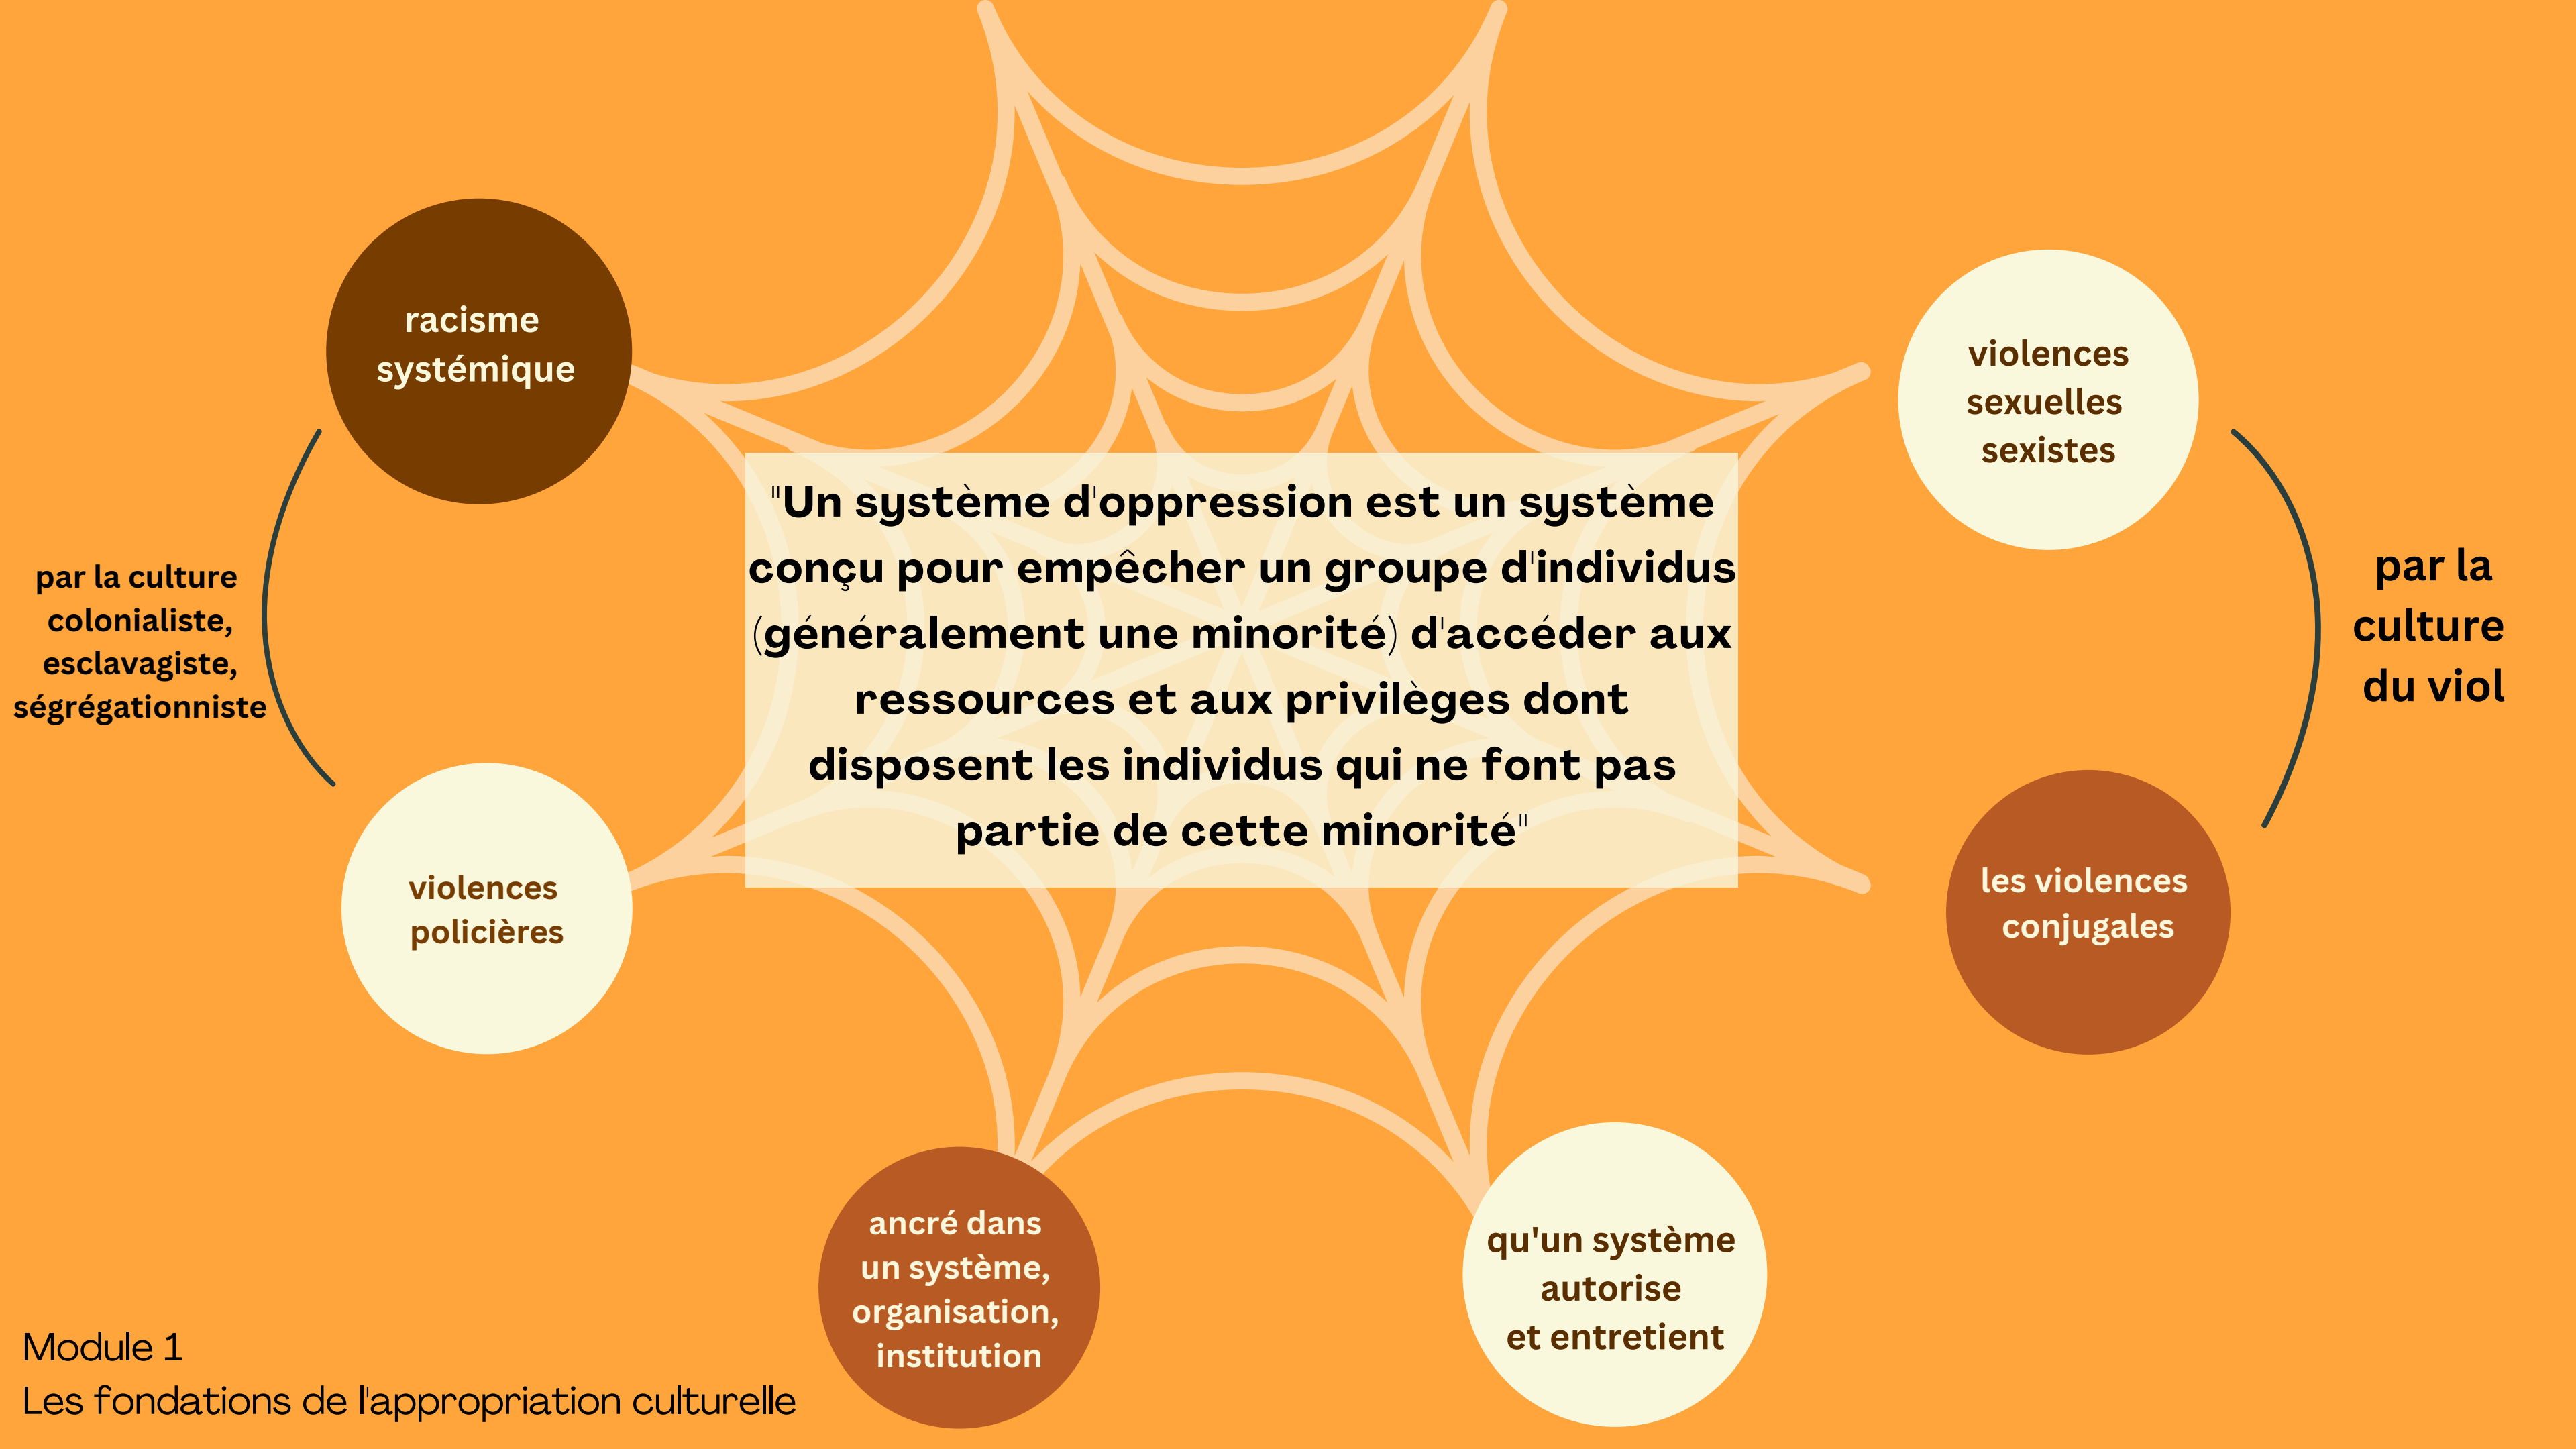 racisme
systémique
par la culture
colonialiste,
esclavagiste,
ségrégationniste
violences
policières
"Un système d'oppression est un système
conçu pour empêcher un groupe d'individus
(généralement une minorité) d'accéder aux
ressources et aux privilèges dont
disposent les individus qui ne font pas
partie de cette minorité"
violences
sexuelles
sexistes
par la
culture
du viol
les violences
conjugales
ancré dans
un système,
organisation,
institution
qu'un système
autorise
et entretient
Module 1
Les fondations de l'appropriation culturelle